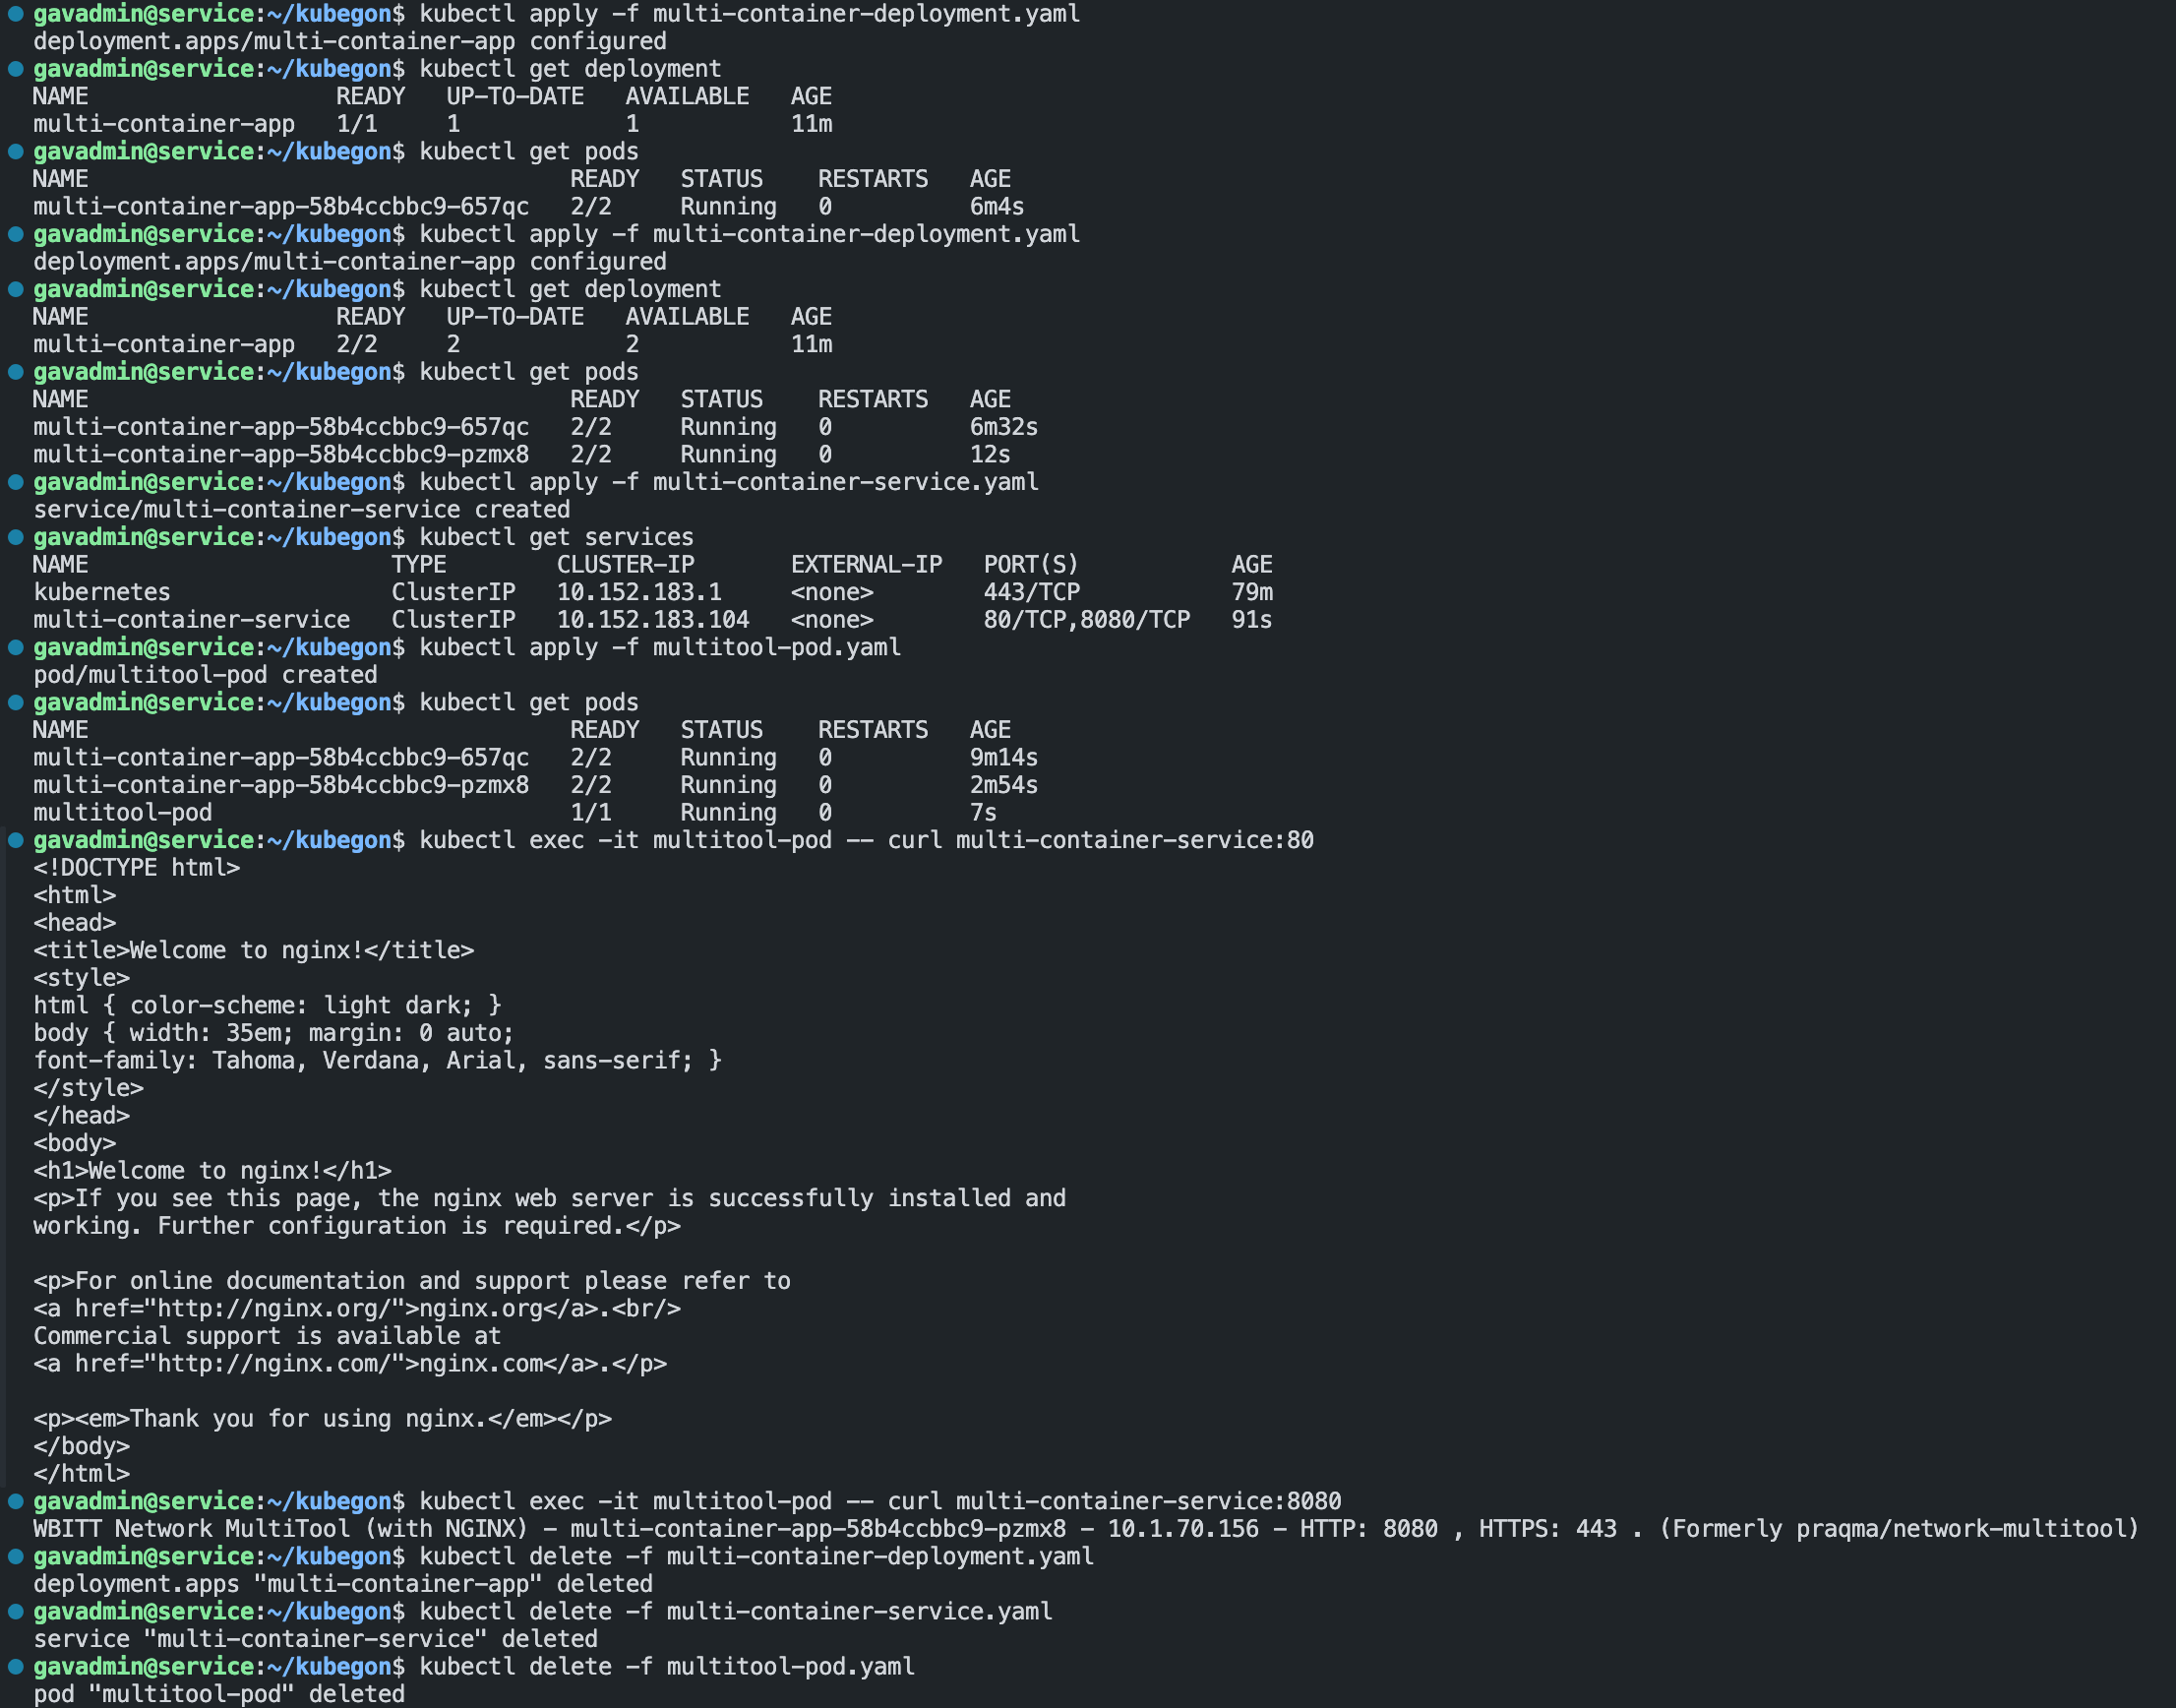 gavadmin@service:~/kubegon$ kubectl apply -f multi-container-deployment.yaml
deployment.apps/multi-container-app configured
gavadmin@service:~/kubegon$ kubectl get deployment
NAME                  READY   UP-TO-DATE   AVAILABLE   AGE
multi-container-app   1/1     1            1           11m
gavadmin@service:~/kubegon$ kubectl get pods
NAME                                   READY   STATUS    RESTARTS   AGE
multi-container-app-58b4ccbbc9-657qc   2/2     Running   0          6m4s
gavadmin@service:~/kubegon$ kubectl apply -f multi-container-deployment.yaml
deployment.apps/multi-container-app configured
gavadmin@service:~/kubegon$ kubectl get deployment
NAME                  READY   UP-TO-DATE   AVAILABLE   AGE
multi-container-app   2/2     2            2           11m
gavadmin@service:~/kubegon$ kubectl get pods
NAME                                   READY   STATUS    RESTARTS   AGE
multi-container-app-58b4ccbbc9-657qc   2/2     Running   0          6m32s
multi-container-app-58b4ccbbc9-pzmx8   2/2     Running   0          12s
gavadmin@service:~/kubegon$ kubectl apply -f multi-container-service.yaml
service/multi-container-service created
gavadmin@service:~/kubegon$ kubectl get services
NAME                      TYPE        CLUSTER-IP       EXTERNAL-IP   PORT(S)           AGE
kubernetes                ClusterIP   10.152.183.1     <none>        443/TCP           79m
multi-container-service   ClusterIP   10.152.183.104   <none>        80/TCP,8080/TCP   91s
gavadmin@service:~/kubegon$ kubectl apply -f multitool-pod.yaml
pod/multitool-pod created
gavadmin@service:~/kubegon$ kubectl get pods
NAME                                   READY   STATUS    RESTARTS   AGE
multi-container-app-58b4ccbbc9-657qc   2/2     Running   0          9m14s
multi-container-app-58b4ccbbc9-pzmx8   2/2     Running   0          2m54s
multitool-pod                          1/1     Running   0          7s
gavadmin@service:~/kubegon$ kubectl exec -it multitool-pod -- curl multi-container-service:80
<!DOCTYPE html>
<html>
<head>
<title>Welcome to nginx!</title>
<style>
html { color-scheme: light dark; }
body { width: 35em; margin: 0 auto;
font-family: Tahoma, Verdana, Arial, sans-serif; }
</style>
</head>
<body>
<h1>Welcome to nginx!</h1>
<p>If you see this page, the nginx web server is successfully installed and
working. Further configuration is required.</p>

<p>For online documentation and support please refer to
<a href="http://nginx.org/">nginx.org</a>.<br/>
Commercial support is available at
<a href="http://nginx.com/">nginx.com</a>.</p>

<p><em>Thank you for using nginx.</em></p>
</body>
</html>
gavadmin@service:~/kubegon$ kubectl exec -it multitool-pod -- curl multi-container-service:8080
WBITT Network MultiTool (with NGINX) - multi-container-app-58b4ccbbc9-pzmx8 - 10.1.70.156 - HTTP: 8080 , HTTPS: 443 . (Formerly praqma/network-multitool)
gavadmin@service:~/kubegon$ kubectl delete -f multi-container-deployment.yaml
deployment.apps "multi-container-app" deleted
gavadmin@service:~/kubegon$ kubectl delete -f multi-container-service.yaml
service "multi-container-service" deleted
gavadmin@service:~/kubegon$ kubectl delete -f multitool-pod.yaml
pod "multitool-pod" deleted